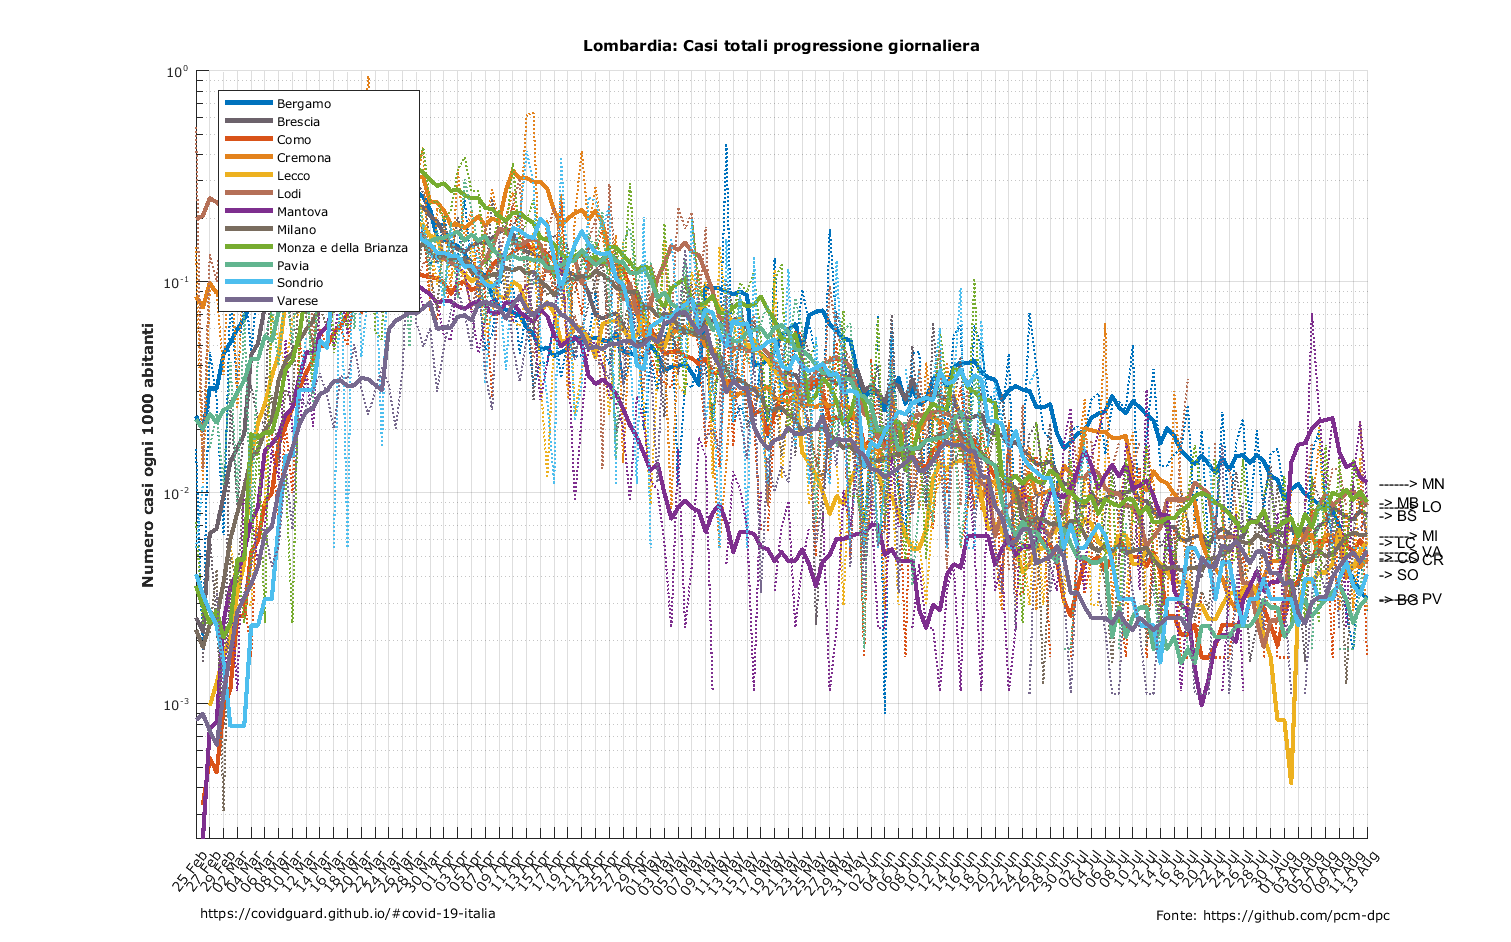 Lombardia: Casi totali progressione giornaliera
Numero casi ogni 1000 abitanti
10⁰
10⁻¹
10⁻²
10⁻³
Bergamo
Brescia
Como
Cremona
Lecco
Lodi
Mantova
Milano
Monza e della Brianza
Pavia
Sondrio
Varese
------> MN
-> MB
------> LO
-> BS
------> MI
-> LC
------> VA
-> CO
------> CR
-> SO
-> BG
------> PV
25 Feb
27 Feb
29 Feb
02 Mar
04 Mar
06 Mar
08 Mar
10 Mar
12 Mar
14 Mar
16 Mar
18 Mar
20 Mar
22 Mar
24 Mar
26 Mar
28 Mar
30 Mar
01 Apr
03 Apr
05 Apr
07 Apr
09 Apr
11 Apr
13 Apr
15 Apr
17 Apr
19 Apr
21 Apr
23 Apr
25 Apr
27 Apr
29 Apr
01 May
03 May
05 May
07 May
09 May
11 May
13 May
15 May
17 May
19 May
21 May
23 May
25 May
27 May
29 May
31 May
02 Jun
04 Jun
06 Jun
08 Jun
10 Jun
12 Jun
14 Jun
16 Jun
18 Jun
20 Jun
22 Jun
24 Jun
26 Jun
28 Jun
30 Jun
02 Jul
04 Jul
06 Jul
08 Jul
10 Jul
12 Jul
14 Jul
16 Jul
18 Jul
20 Jul
22 Jul
24 Jul
26 Jul
28 Jul
30 Jul
01 Aug
03 Aug
05 Aug
07 Aug
09 Aug
11 Aug
13 Aug
https://covidguard.github.io/#covid-19-italia
Fonte: https://github.com/pcm-dpc